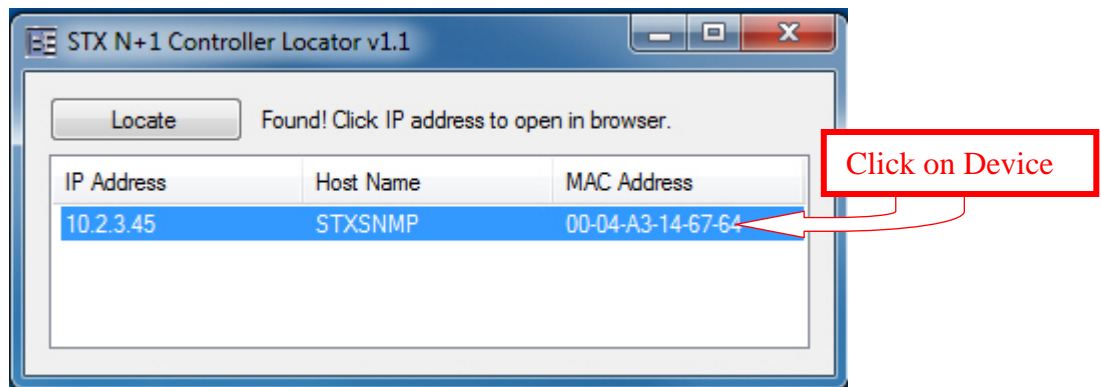 STX N+1 Controller Locator v1.1
Locate Found! Click IP address to open in browser.
Click on Device
IP Address Host Name MAC Address
10.2.3.45 STXSNMP 00-04-A3-14-67-64